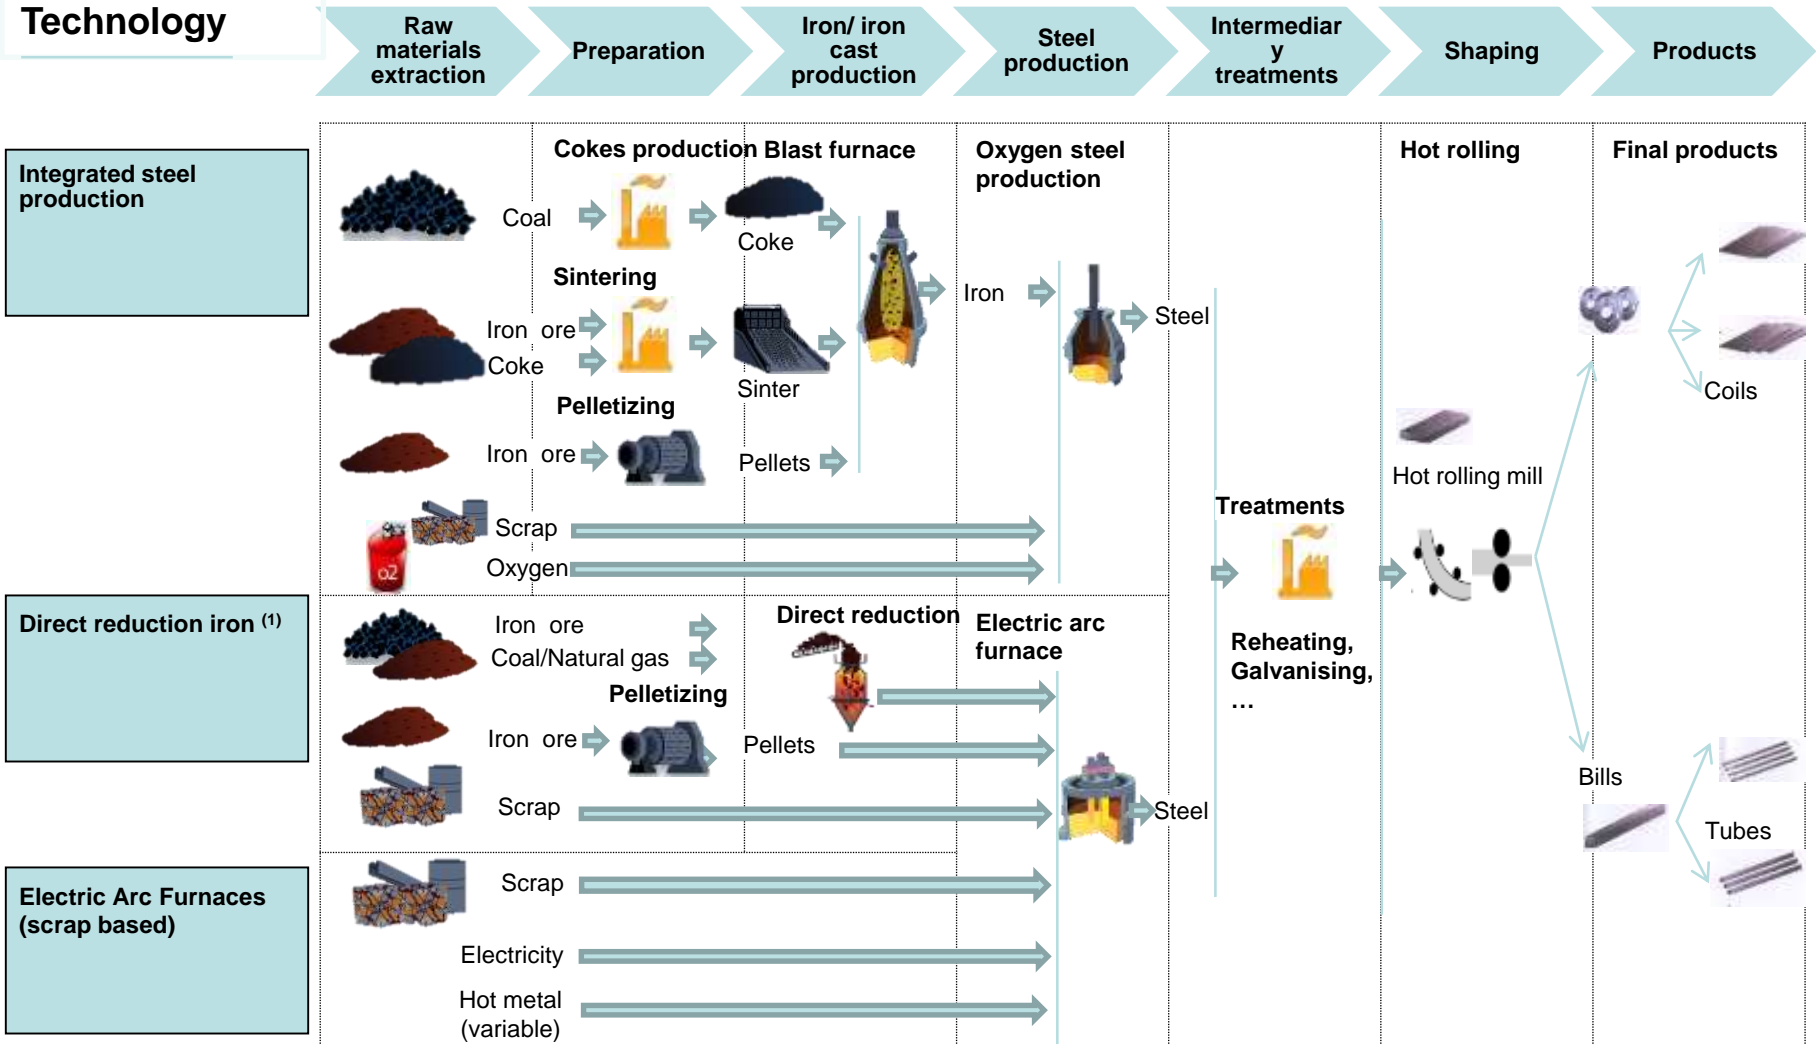 Technology
Raw
materials
extraction
Preparation
Iron/ iron
cast
production
Steel
production
Intermediar
y
treatments
Shaping
Products
Integrated steel
production
Cokes production
Blast furnace
Oxygen steel
production
Hot rolling
Final products
Coal
Coke
Sintering
Iron ore
Coke
Sinter
Iron
Steel
Coils
Pelletizing
Iron ore
Pellets
Hot rolling mill
Scrap
Oxygen
o2
Treatments
Reheating,
Galvanising,
...
Direct reduction iron (1)
Iron ore
Coal/Natural gas
Direct reduction
Electric arc
furnace
Pelletizing
Iron ore
Pellets
Scrap
Steel
Bills
Tubes
Electric Arc Furnaces
(scrap based)
Scrap
Electricity
Hot metal
(variable)